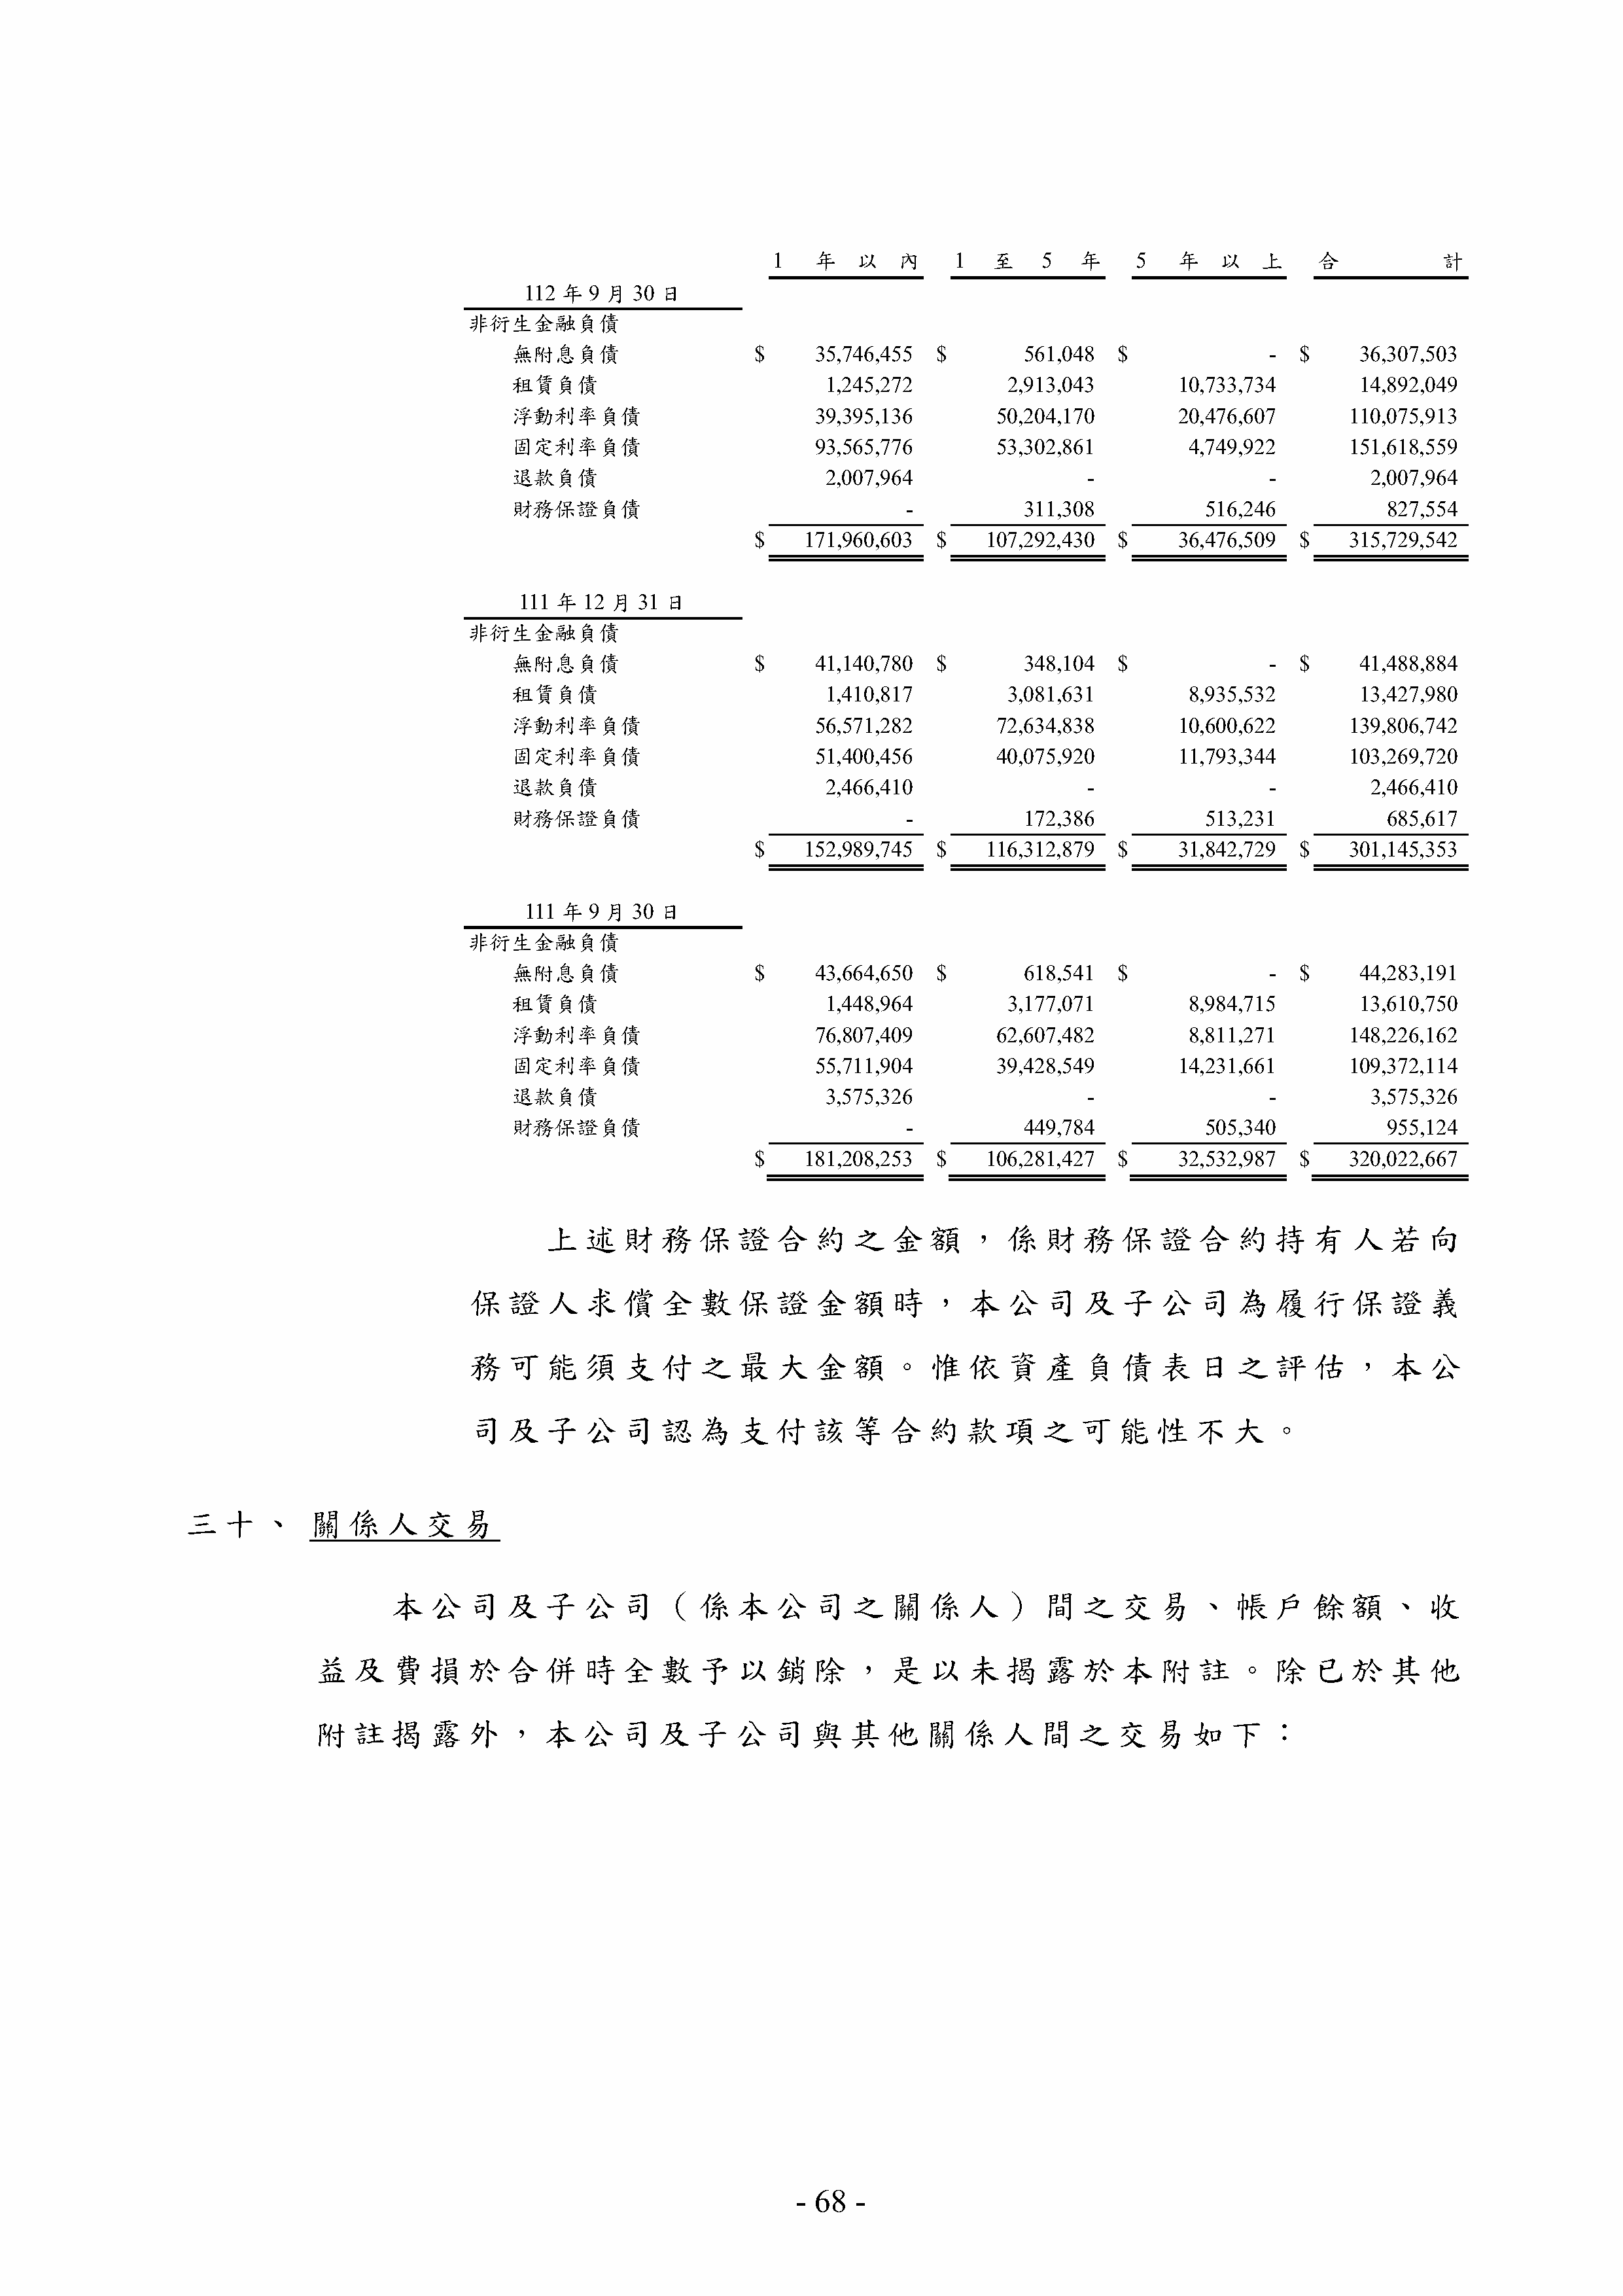 1 年以內 1至5年 5年以上 合計
112年9月30日
非衍生金融負債
無附息負債 $ 35,746,455 $ 561,048 $ - $ 36,307,503
租賃負債 1,245,272 2,913,043 10,733,734 14,892,049
浮動利率負債 39,395,136 50,204,170 20,476,607 110,075,913
固定利率負債 93,565,776 53,302,861 4,749,922 151,618,559
退款負債 2,007,964 - - 2,007,964
財務保證負債 - 311,308 516,246 827,554
$ 171,960,603 $ 107,292,430 $ 36,476,509 $ 315,729,542
111年12月31日
非衍生金融負債
無附息負債 $ 41,140,780 $ 348,104 $ - $ 41,488,884
租賃負債 1,410,817 3,081,631 8,935,532 13,427,980
浮動利率負債 56,571,282 72,634,838 10,600,622 139,806,742
固定利率負債 51,400,456 40,075,920 11,793,344 103,269,720
退款負債 2,466,410 - - 2,466,410
財務保證負債 - 172,386 513,231 685,617
$ 152,989,745 $ 116,312,879 $ 31,842,729 $ 301,145,353
111年9月30日
非衍生金融負債
無附息負債 $ 43,664,650 $ 618,541 $ - $ 44,283,191
租賃負債 1,448,964 3,177,071 8,984,715 13,610,750
浮動利率負債 76,807,409 62,607,482 8,811,271 148,226,162
固定利率負債 55,711,904 39,428,549 14,231,661 109,372,114
退款負債 3,575,326 - - 3,575,326
財務保證負債 - 449,784 505,340 955,124
$ 181,208,253 $ 106,281,427 $ 32,532,987 $ 320,022,667
上述財務保證合約之金額，係財務保證合約持有人若向
保證人求償全數保證金額時，本公司及子公司為履行保證義
務可能須支付之最大金額。惟依資產負債表日之評估，本公
司及子公司認為支付該等合約款項之可能性不大。
三十、關係人交易
本公司及子公司（係本公司之關係人）間之交易、帳戶餘額、收
益及費損於合併時全數予以銷除，是以未揭露於本附註。除已於其他
附註揭露外，本公司及子公司與其他關係人間之交易如下：
- 68 -